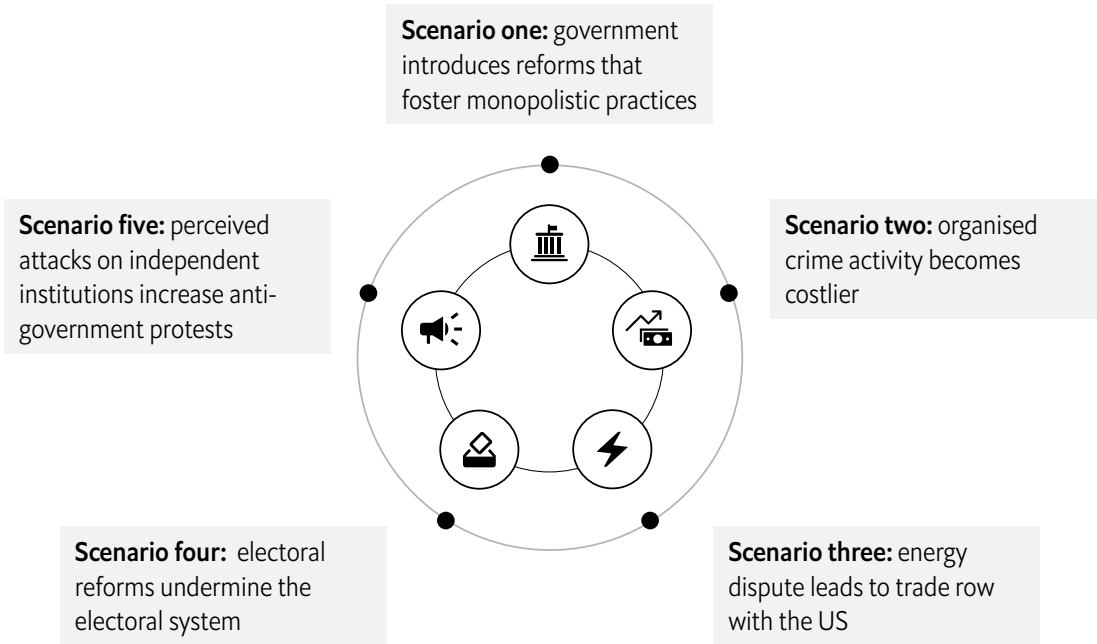 Scenario one: government
introduces reforms that
foster monopolistic practices
Scenario two: organised
crime activity becomes
costlier
Scenario three: energy
dispute leads to trade row
with the US
Scenario four: electoral
reforms undermine the
electoral system
Scenario five: perceived
attacks on independent
institutions increase anti-
government protests